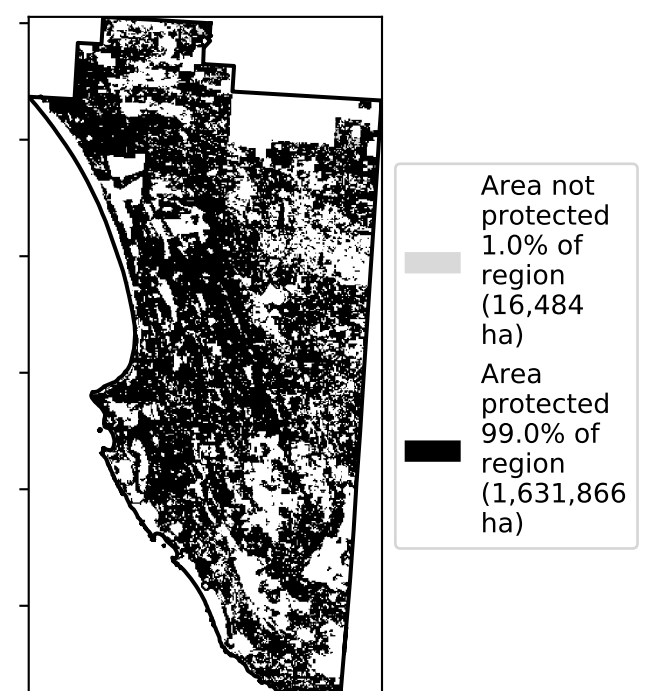 Area not
protected
1.0% of
region
(16,484
ha)
Area
protected
99.0% of
region
(1,631,866
ha)